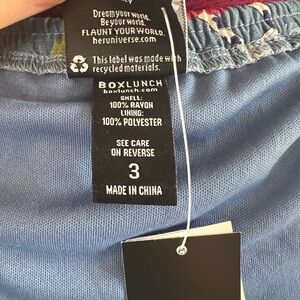 Dream your world.
Be your world.
FLAUNT YOUR WORLD.
heruniverse.com
This label was made with
recycled materials.
BOXLUNCH
boxlunch.com
SHELL:
100% RAYON
LINING:
100% POLYESTER
SEE CARE
ON REVERSE
3
MADE IN CHINA